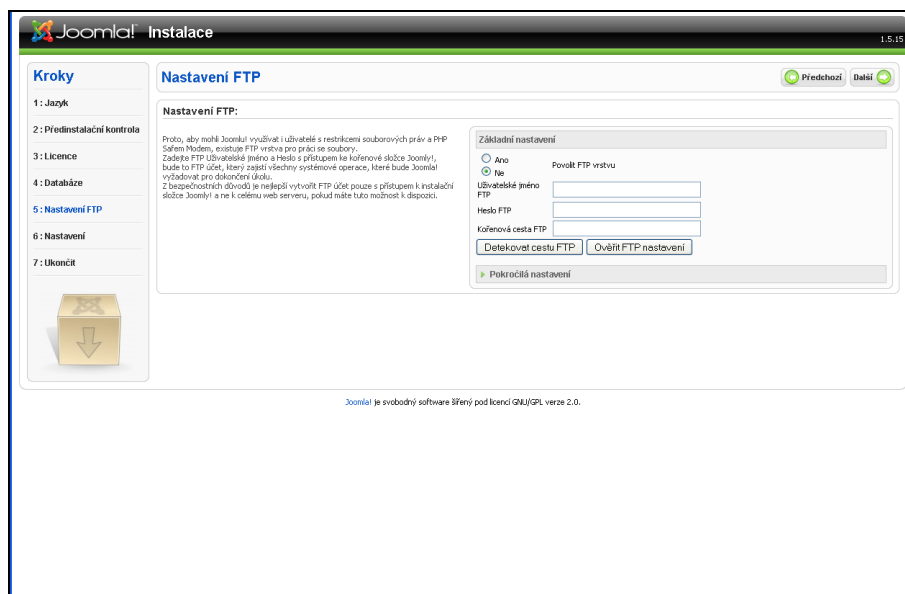 Joomla! Instalace
1.5.15
Kroky
1 : Jazyk
2 : Předinstalační kontrola
3 : Licence
4 : Databáze
5 : Nastavení FTP
6 : Nastavení
7 : Ukončit
Nastavení FTP
Předchozí
Další
Nastavení FTP:
Proto, aby mohli Joomlu! využívat i uživatelé s restrikcemi souborových práv a PHP
Safem Modem, existuje FTP vrstva pro práci se soubory.
Zadejte FTP Uživatelské jméno a Heslo s přístupem ke kořenové složce Joomly!,
bude to FTP účet, který zajistí všechny systémové operace, které bude Joomla!
vyžadovat pro dokončení úkolu.
Z bezpečnostních důvodů je nejlepší vytvořit FTP účet pouze s přístupem k instalační
složce Joomly! a ne k celému web serveru, pokud máte tuto možnost k dispozici.
Základní nastavení
Ano
Ne
Povolit FTP vrstvu
Uživatelské jméno
FTP
Heslo FTP
Kořenová cesta FTP
Detekovat cestu FTP
Ověřit FTP nastavení
Pokročilá nastavení
Joomla! je svobodný software šířený pod licencí GNU/GPL verze 2.0.